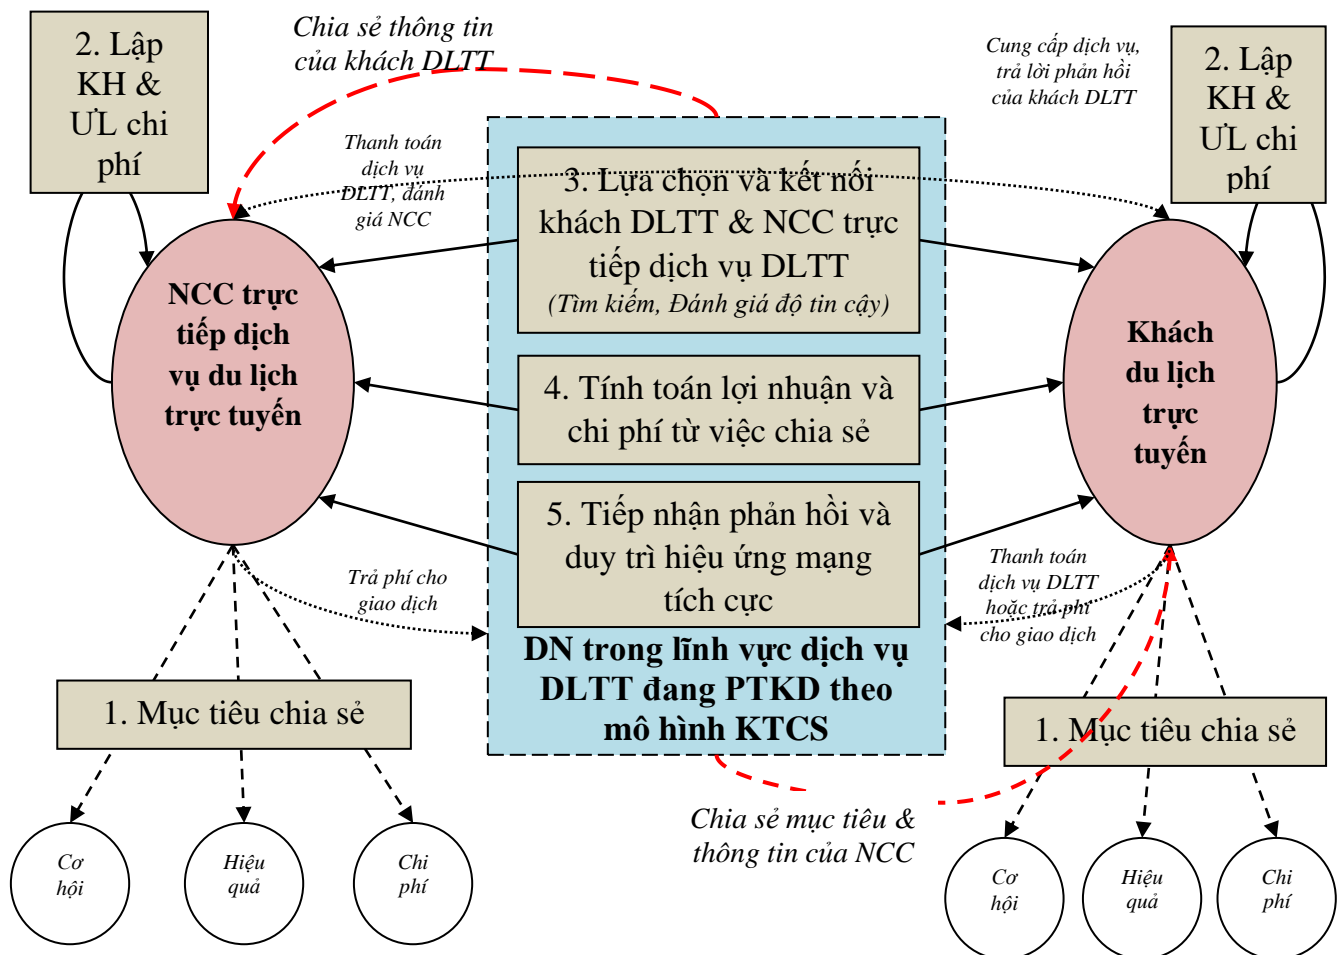 Chia sẻ thông tin
của khách DLTT
2. Lập
KH &
ƯL chi
phí
Cung cấp dịch vụ,
trả lời phản hồi
của khách DLTT
2. Lập
KH &
ƯL chi
phí
Thanh toán
dịch vụ
DLTT, đánh
giá NCC
3. Lựa chọn và kết nối
khách DLTT & NCC trực
tiếp dịch vụ DLTT
(Tìm kiếm, Đánh giá độ tin cậy)
NCC trực
tiếp dịch
vụ du lịch
trực tuyến
Khách
du lịch
trực
tuyến
4. Tính toán lợi nhuận và
chi phí từ việc chia sẻ
5. Tiếp nhận phản hồi và
duy trì hiệu ứng mạng
tích cực
Trả phí cho
giao dịch
Thanh toán
dịch vụ DLTT
hoặc trả phí
cho giao dịch
DN trong lĩnh vực dịch vụ
DLTT đang PTKD theo
mô hình KTCS
1. Mục tiêu chia sẻ
1. Mục tiêu chia sẻ
Chia sẻ mục tiêu &
thông tin của NCC
Cơ
hội
Hiệu
quả
Chi
phí
Cơ
hội
Hiệu
quả
Chi
phí